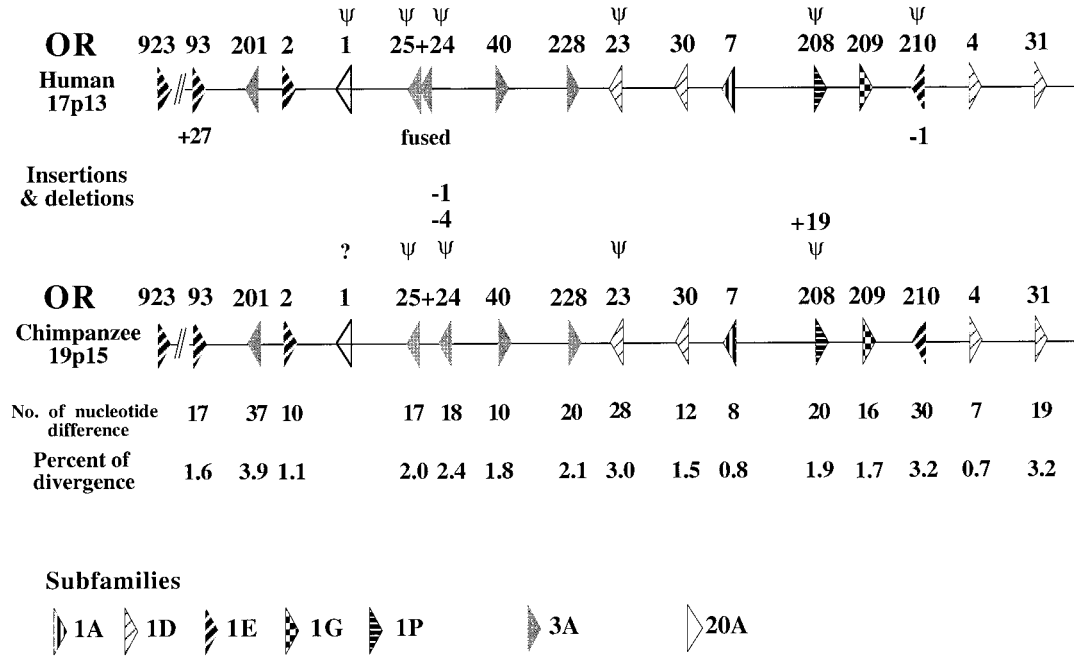 ψ ψ ψ ψ ψ ψ
OR 923 93 201 2 1 25+24 40 228 23 30 7 208 209 210 4 31
Human
17p13
+27 fused -1
Insertions
& deletions
-1
-4 +19
? ψ ψ ψ ψ
OR 923 93 201 2 1 25+24 40 228 23 30 7 208 209 210 4 31
Chimpanzee
19p15
No. of nucleotide
difference
17 37 10 17 18 10 20 28 12 8 20 16 30 7 19
Percent of
divergence
1.6 3.9 1.1 2.0 2.4 1.8 2.1 3.0 1.5 0.8 1.9 1.7 3.2 0.7 3.2
Subfamilies
1A 1D 1E 1G 1P 3A 20A